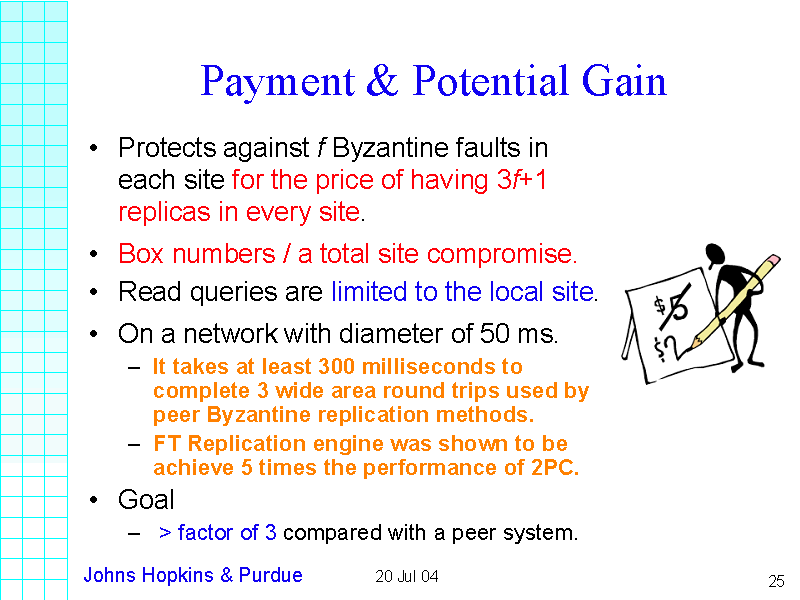 Payment & Potential Gain
• Protects against f Byzantine faults in
each site for the price of having 3f+1
replicas in every site.
• Box numbers / a total site compromise.
• Read queries are limited to the local site.
• On a network with diameter of 50 ms.
– It takes at least 300 milliseconds to
complete 3 wide area round trips used by
peer Byzantine replication methods.
– FT Replication engine was shown to be
achieve 5 times the performance of 2PC.
• Goal
– > factor of 3 compared with a peer system.
$5
$2
Johns Hopkins & Purdue
20 Jul 04
25